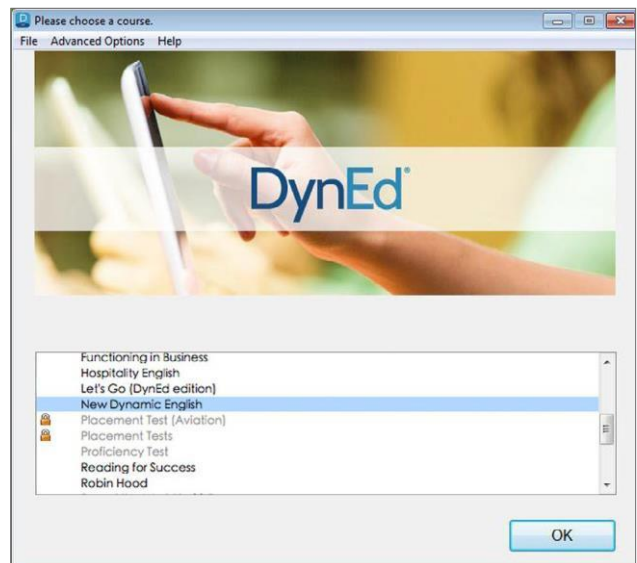 Please choose a course.
File Advanced Options Help
DynEd®
Functioning in Business
Hospitality English
Let's Go (DynEd edition)
New Dynamic English
Placement Test (Aviation)
Placement Tests
Proficiency Test
Reading for Success
Robin Hood
OK